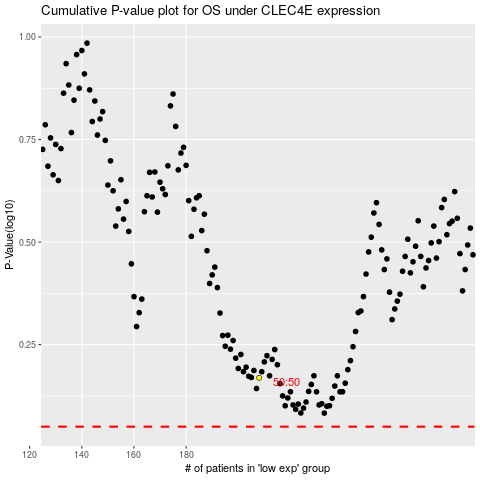 Cumulative P-value plot for OS under CLEC4E expression
P-Value(log10)
1.00
0.75
0.50
0.25
50:50
120 140 160 180
# of patients in 'low exp' group